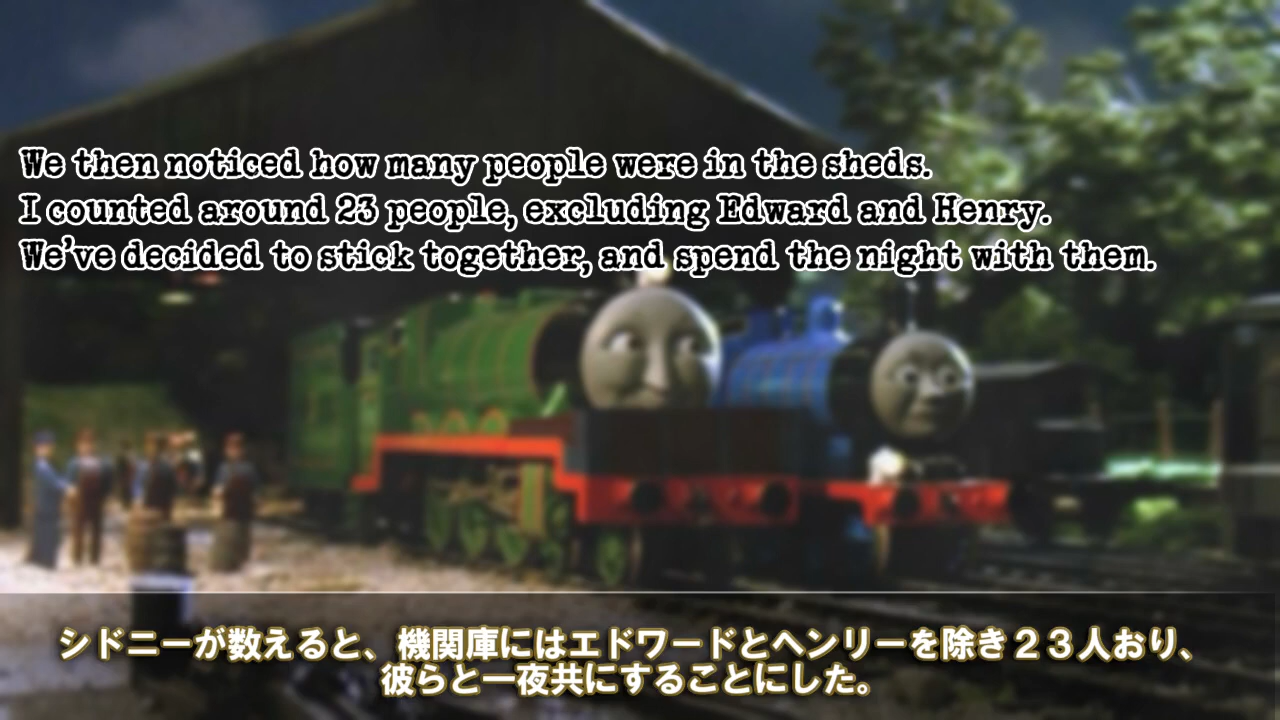 We then noticed how many people were in the sheds.
I counted around 23 people, excluding Edward and Henry.
We've decided to stick together, and spend the night with them.
シドニーが数えると、機関庫にはエドワードとヘンリーを除き２３人おり、
彼らと一夜共にすることにした。